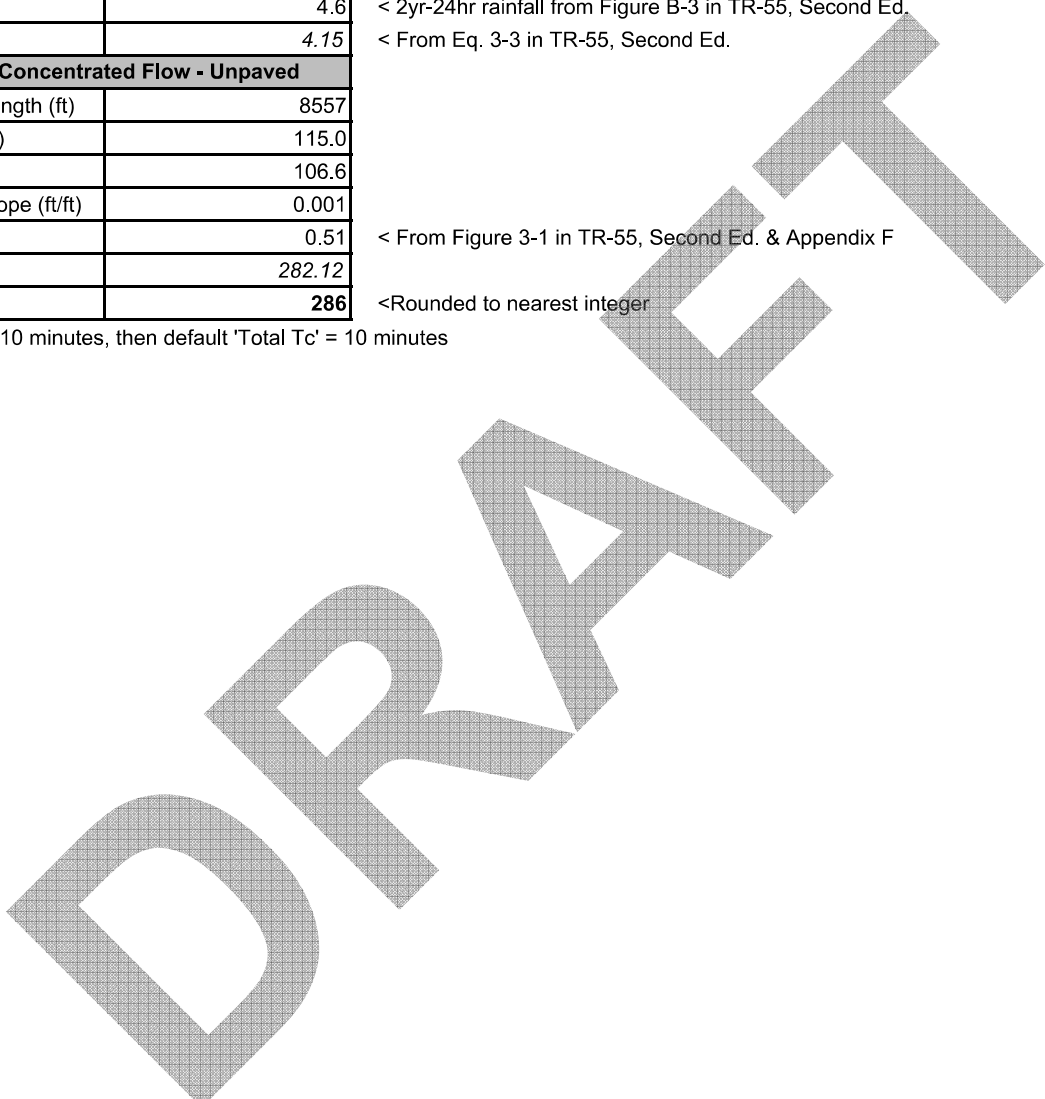 4.6 < 2yr-24hr rainfall from Figure B-3 in TR-55, Second Ed.
4.15 < From Eq. 3-3 in TR-55, Second Ed.
Concentrated Flow - Unpaved
ngth (ft) 8557
) 115.0
106.6
ope (ft/ft) 0.001
0.51 < From Figure 3-1 in TR-55, Second Ed. & Appendix F
282.12
286 <Rounded to nearest integer
10 minutes, then default 'Total Tc' = 10 minutes
DRAFT